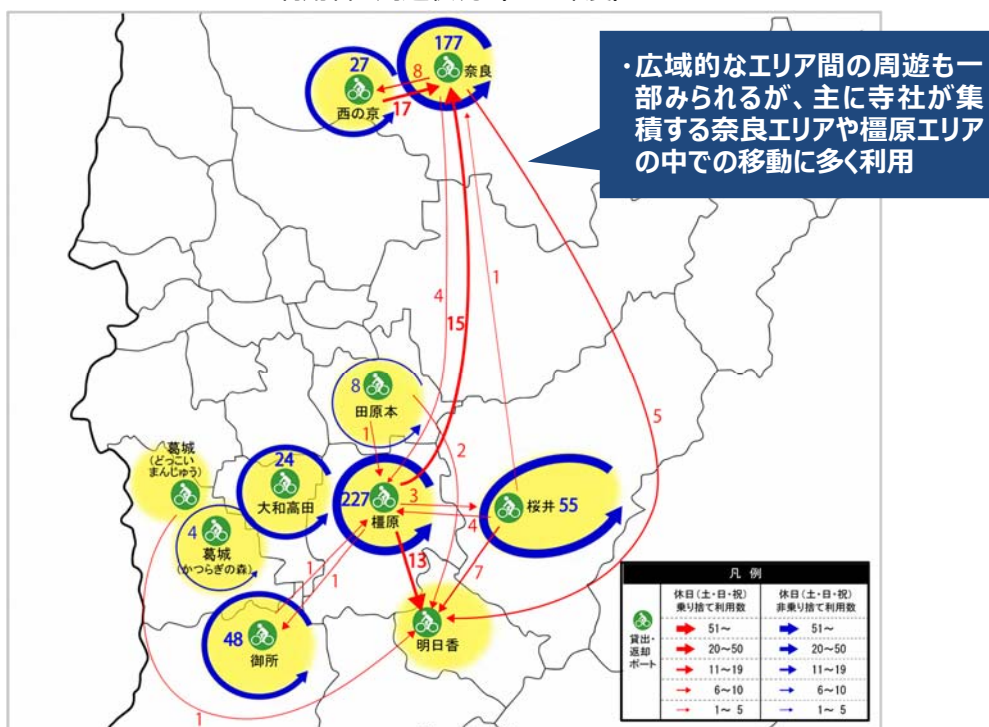 177
奈良
27
西の京
8
17
・広域的なエリア間の周遊も一
部みられるが、主に寺社が集
積する奈良エリアや橿原エリア
の中での移動に多く利用
4
15
1
5
8
田原本
1
2
葛城
(どっこい
まんじゅう)
24
大和高田
227
橿原
3
4
桜井 55
4
葛城
(かつらぎの森)
13
7
1
1
48
御所
明日香
1
凡 例
貸出・
返却
ポート
休日(土・日・祝)
乗り捨て利用数
休日(土・日・祝)
非乗り捨て利用数
51~
51~
20~50
20~50
11~19
11~19
6~10
6~10
1~ 5
1~ 5